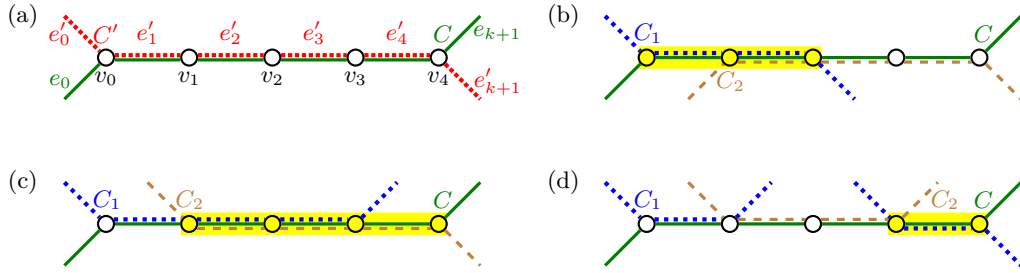 (a) e′₀ C′ e′₁ e′₂ e′₃ e′₄ C eₖ₊₁
e₀ v₀ v₁ v₂ v₃ v₄ e′ₖ₊₁
(b) C₁ C
C₂
(c) C₁ C₂ C
(d) C₁ C₂ C